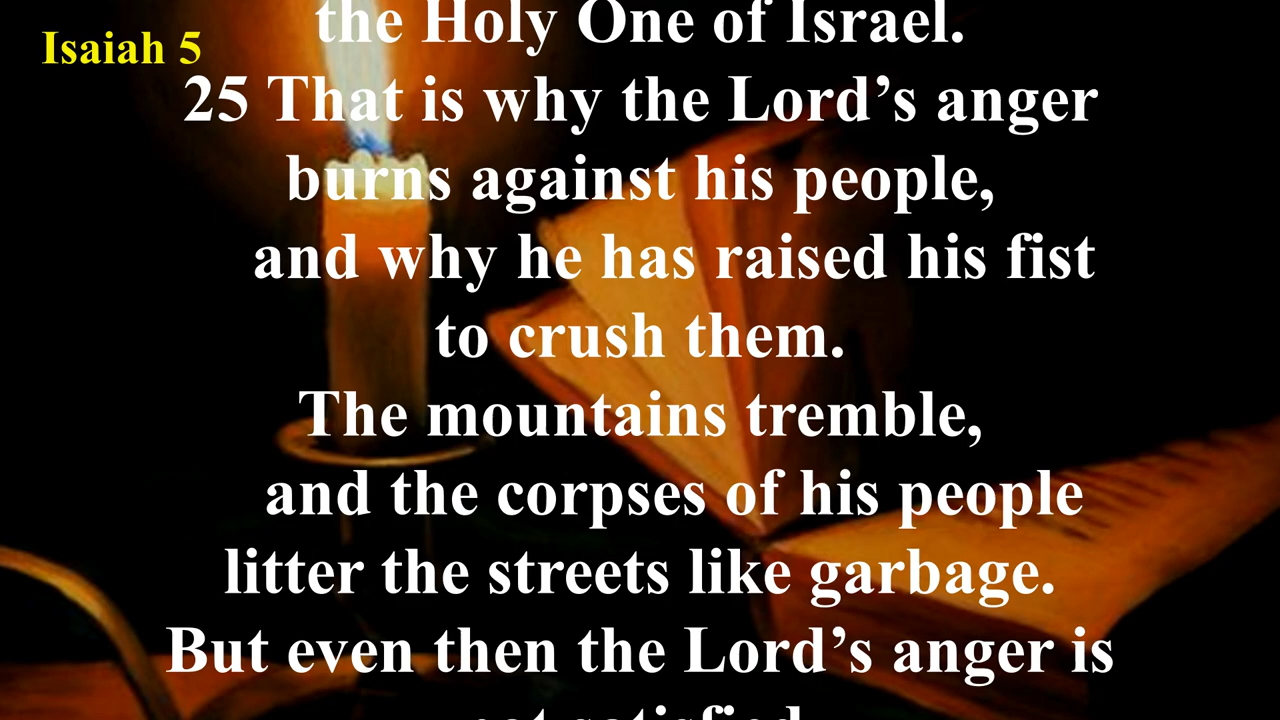 Isaiah 5
the Holy One of Israel.
25 That is why the Lord’s anger
burns against his people,
and why he has raised his fist
to crush them.
The mountains tremble,
and the corpses of his people
litter the streets like garbage.
But even then the Lord’s anger is
not satisfied.